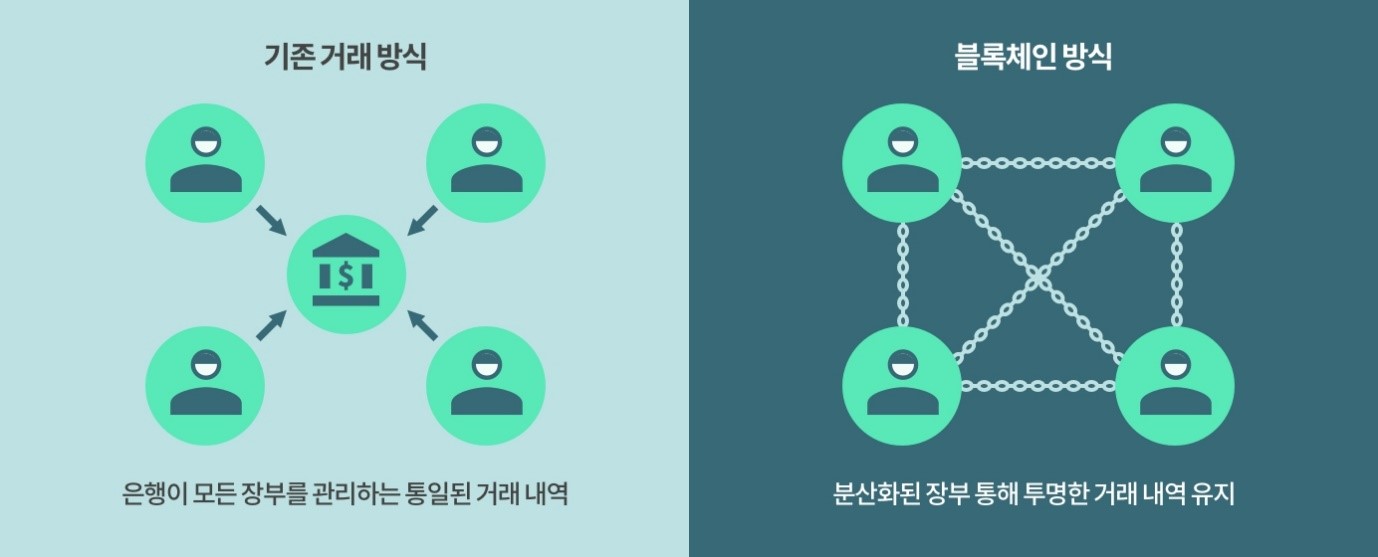 기존 거래 방식
은행이 모든 장부를 관리하는 통일된 거래 내역
블록체인 방식
분산화된 장부 통해 투명한 거래 내역 유지
$